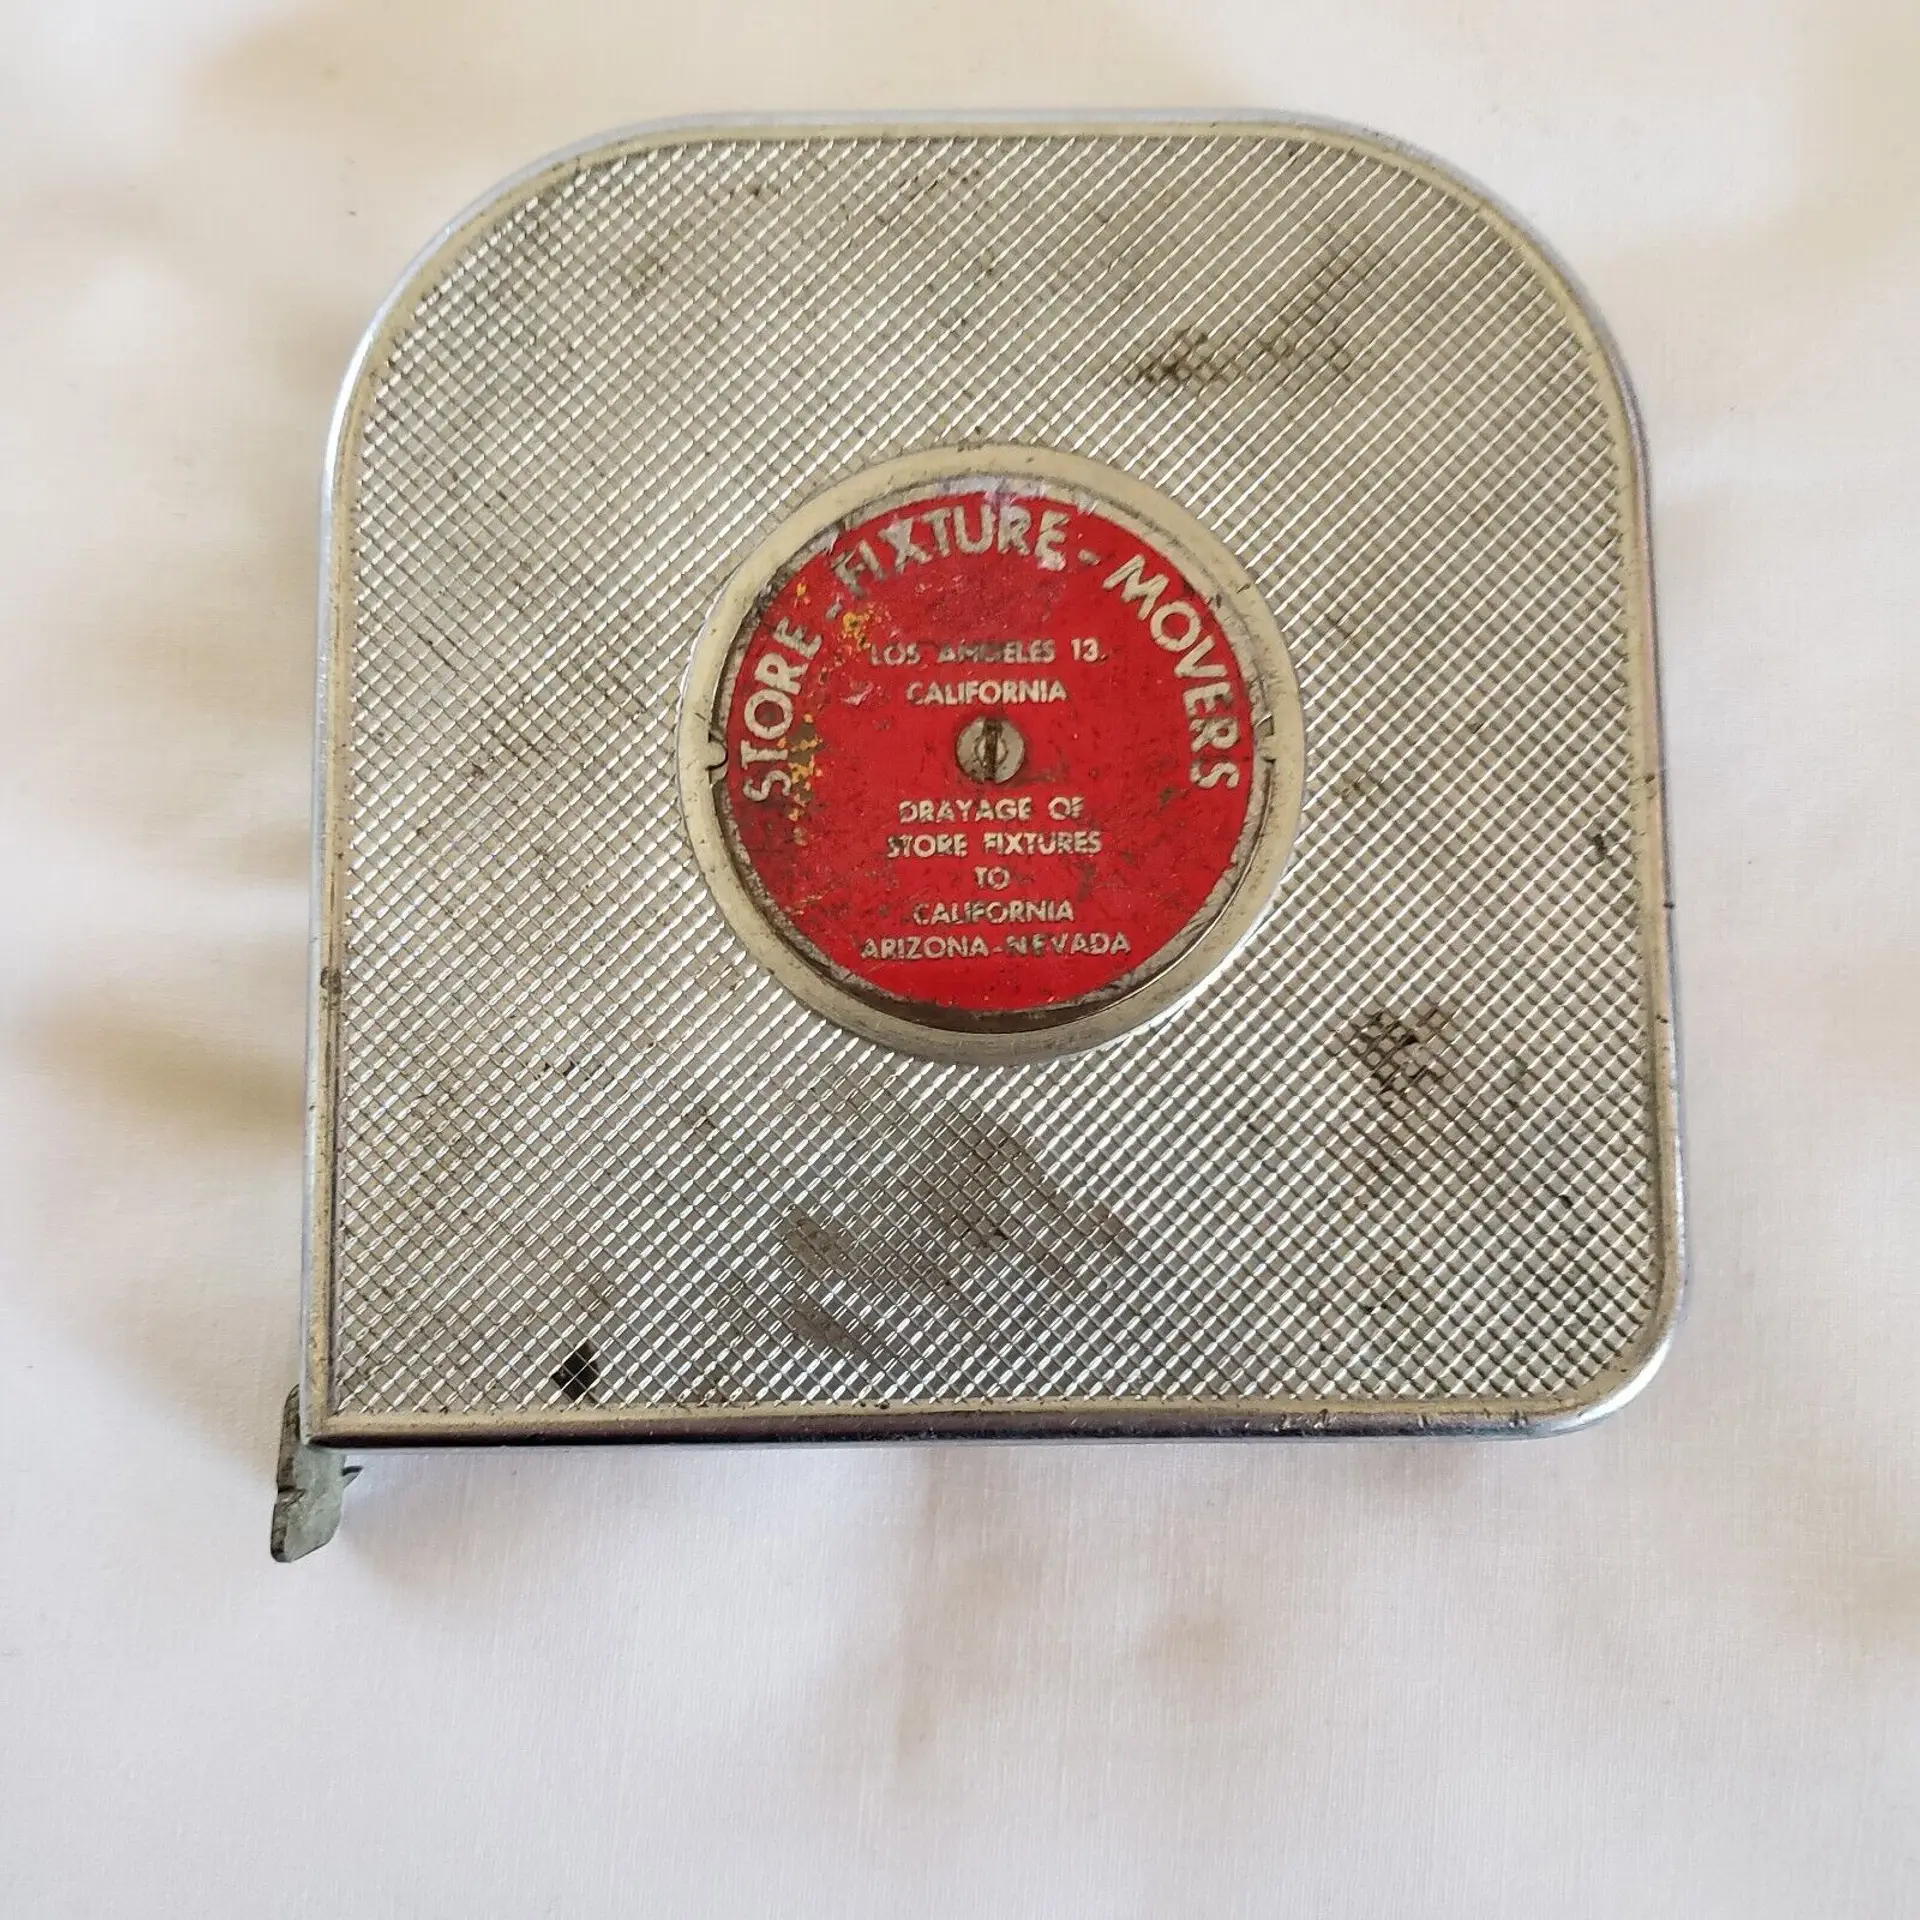 STORE-FIXTURE-MOVERS
LOS ANGELES 13.
CALIFORNIA
DRAYAGE OF
STORE FIXTURES
TO
CALIFORNIA
ARIZONA-NEVADA